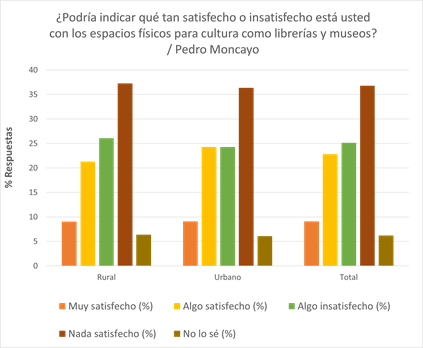 ¿Podría indicar qué tan satisfecho o insatisfecho está usted
con los espacios físicos para cultura como librerías y museos?
/ Pedro Moncayo
% Respuestas
40
35
30
25
20
15
10
5
0
Rural Urbano Total
Muy satisfecho (%) Algo satisfecho (%) Algo insatisfecho (%)
Nada satisfecho (%) No lo sé (%)